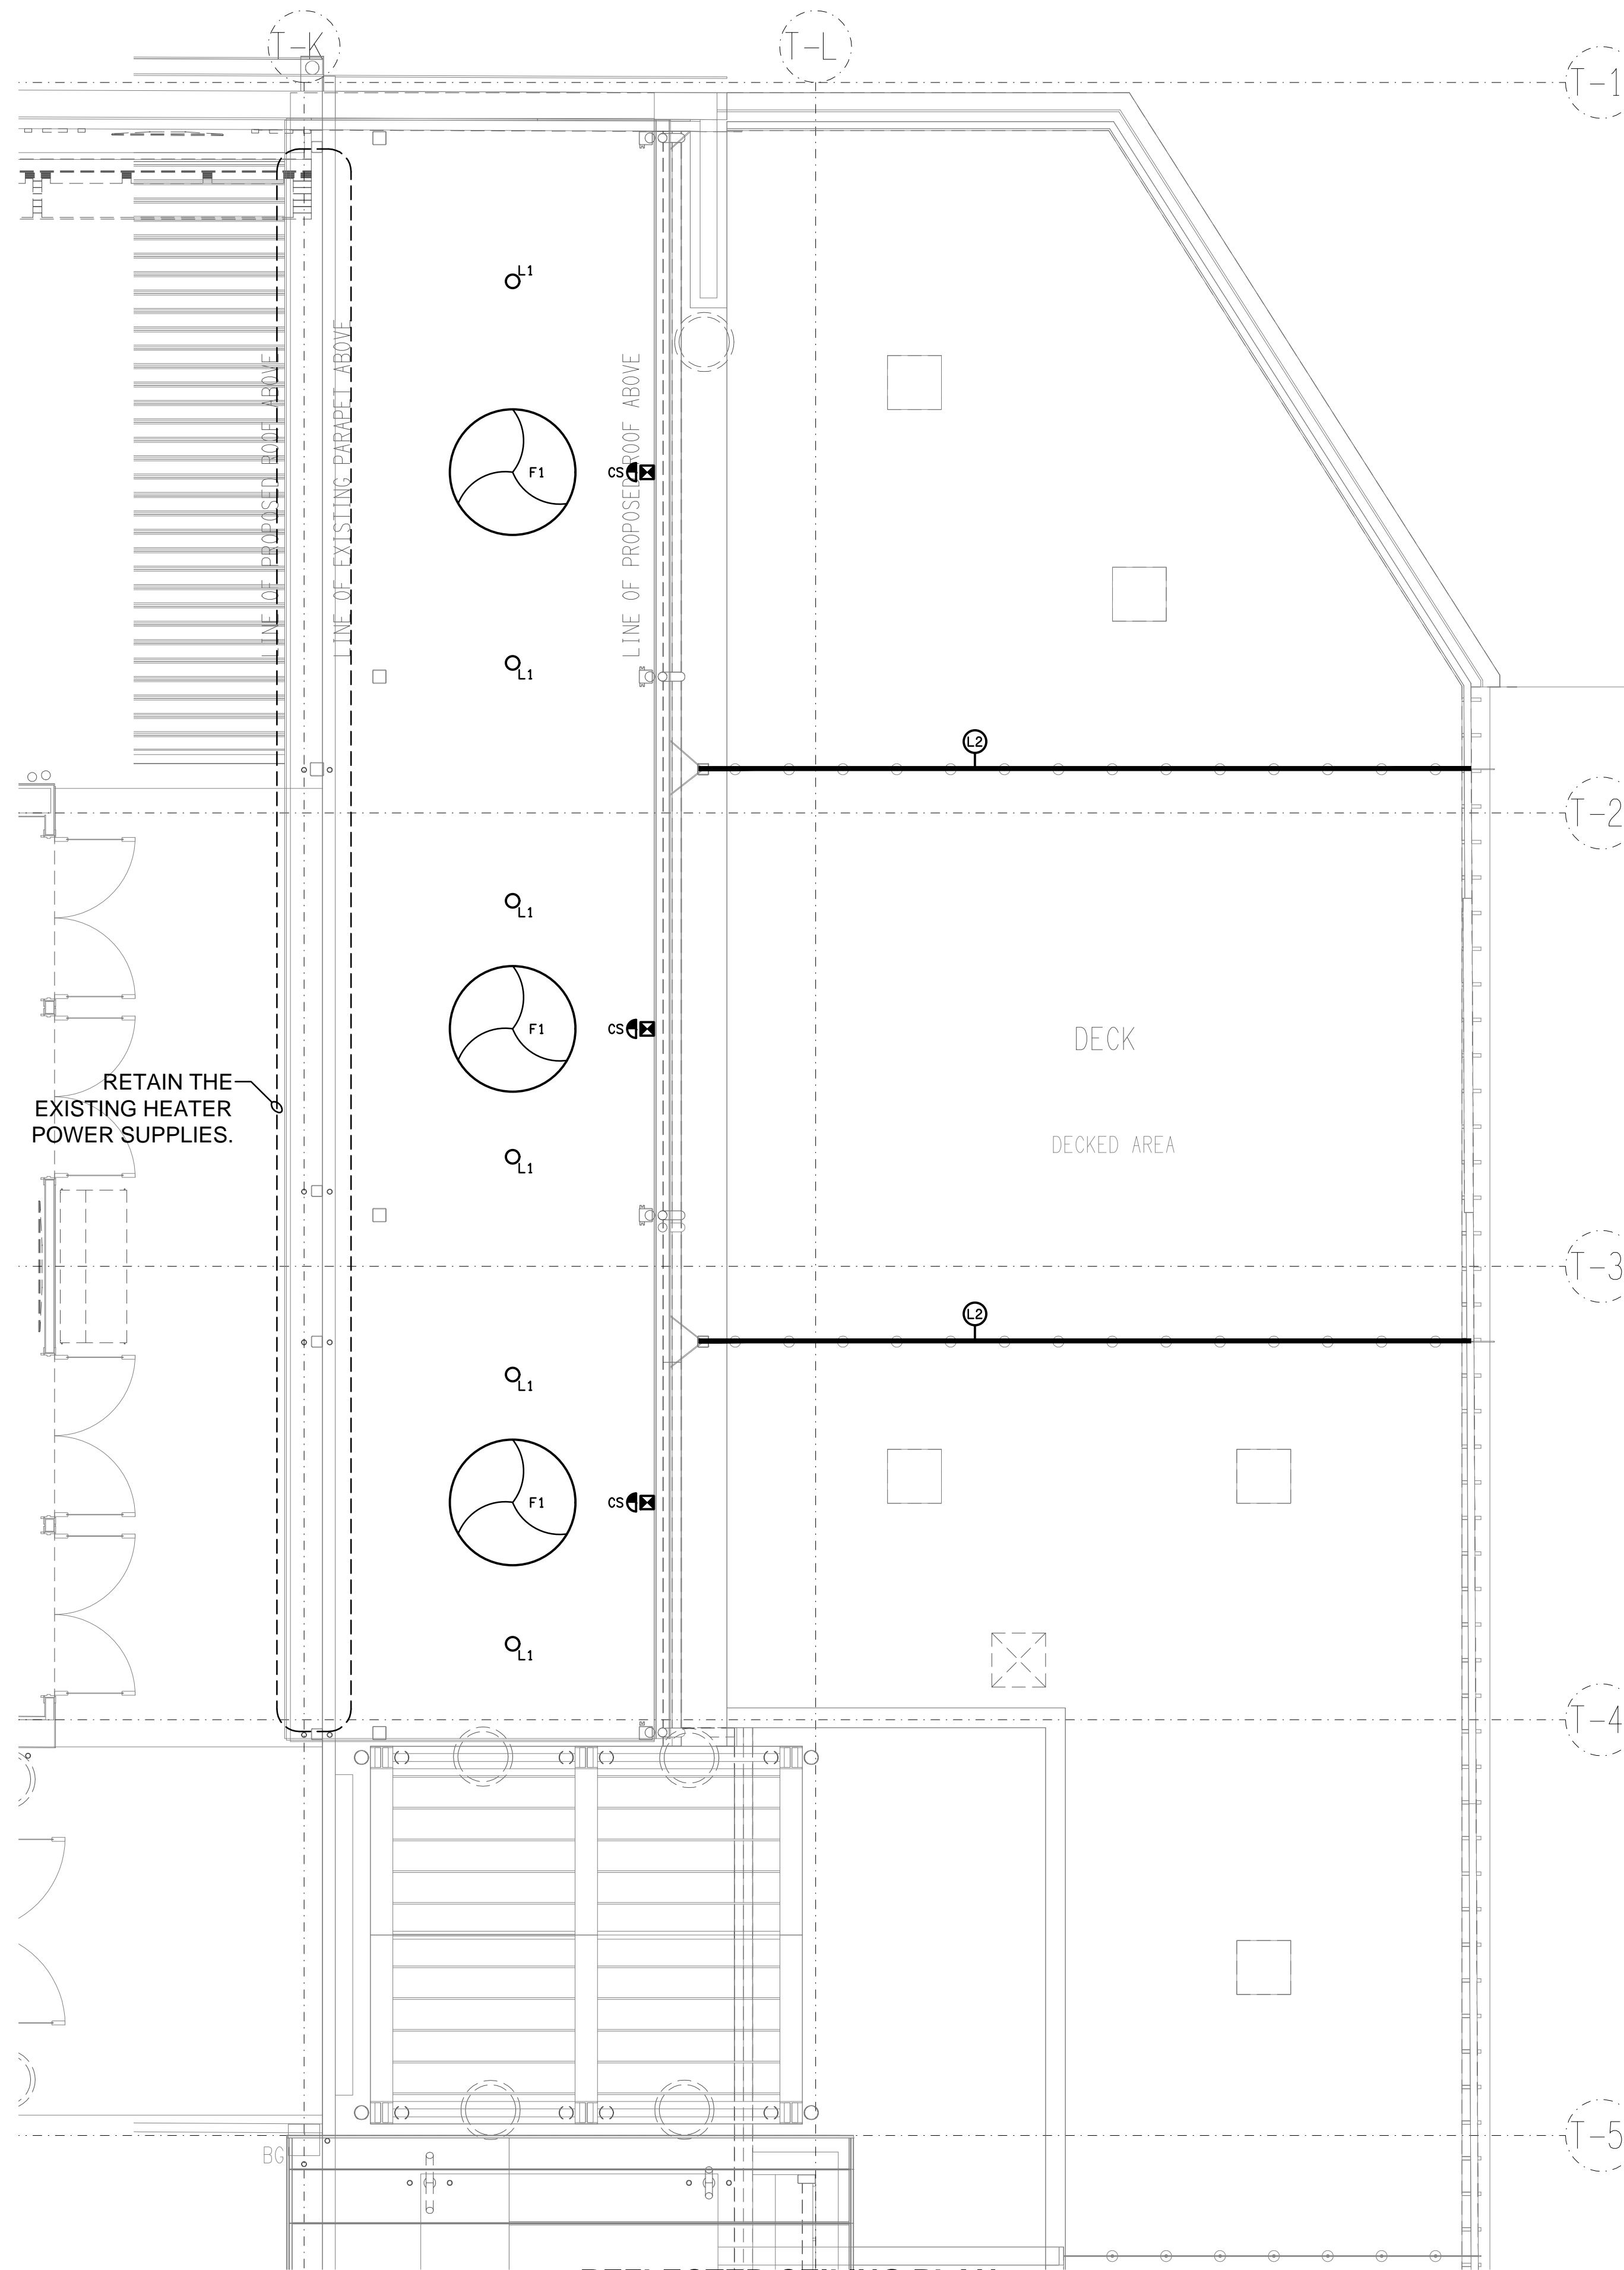 T-K
T-L
T-1
L1
LINE OF PROPOSED ROOF ABOVE
LINE OF EXISTING PARAPET ABOVE
LINE OF PROPOSED ROOF ABOVE
F1
CS
L1
L2
T-2
L1
F1
CS
DECK
RETAIN THE
EXISTING HEATER
POWER SUPPLIES.
DECKED AREA
L1
T-3
L2
L1
F1
CS
L1
T-4
T-5
BG